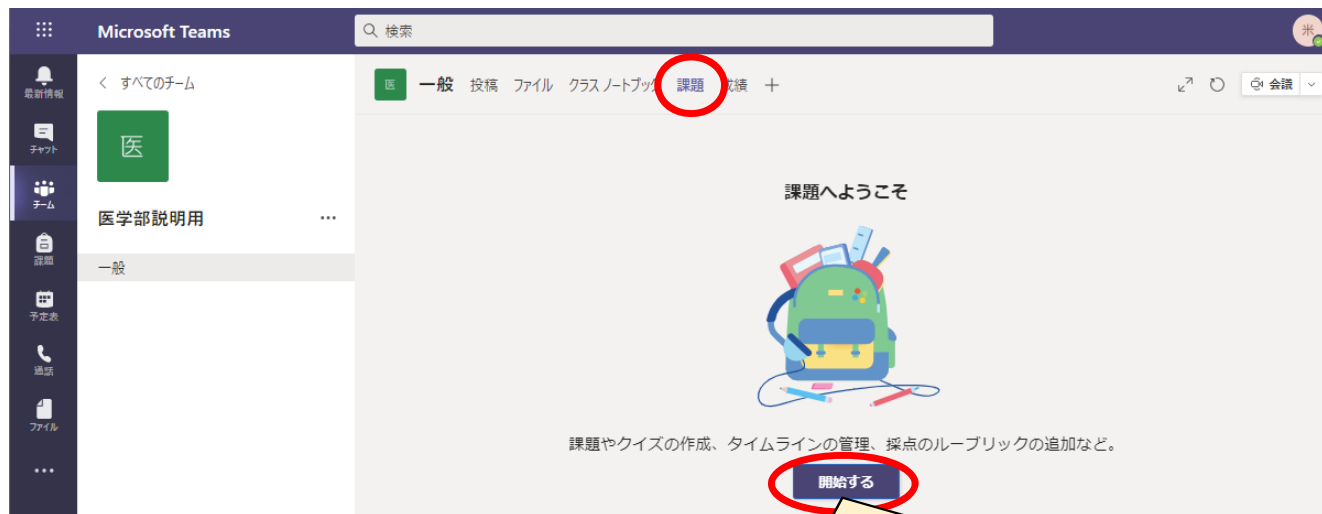 Microsoft Teams
検索
米
最新情報
チャット
チーム
課題
予定表
通話
ファイル
すべてのチーム
医
医学部説明用
一般
医 一般 投稿 ファイル クラス ノートブック 課題 成績
会議
課題へようこそ
課題やクイズの作成、タイムラインの管理、採点のルーブリックの追加など。
開始する